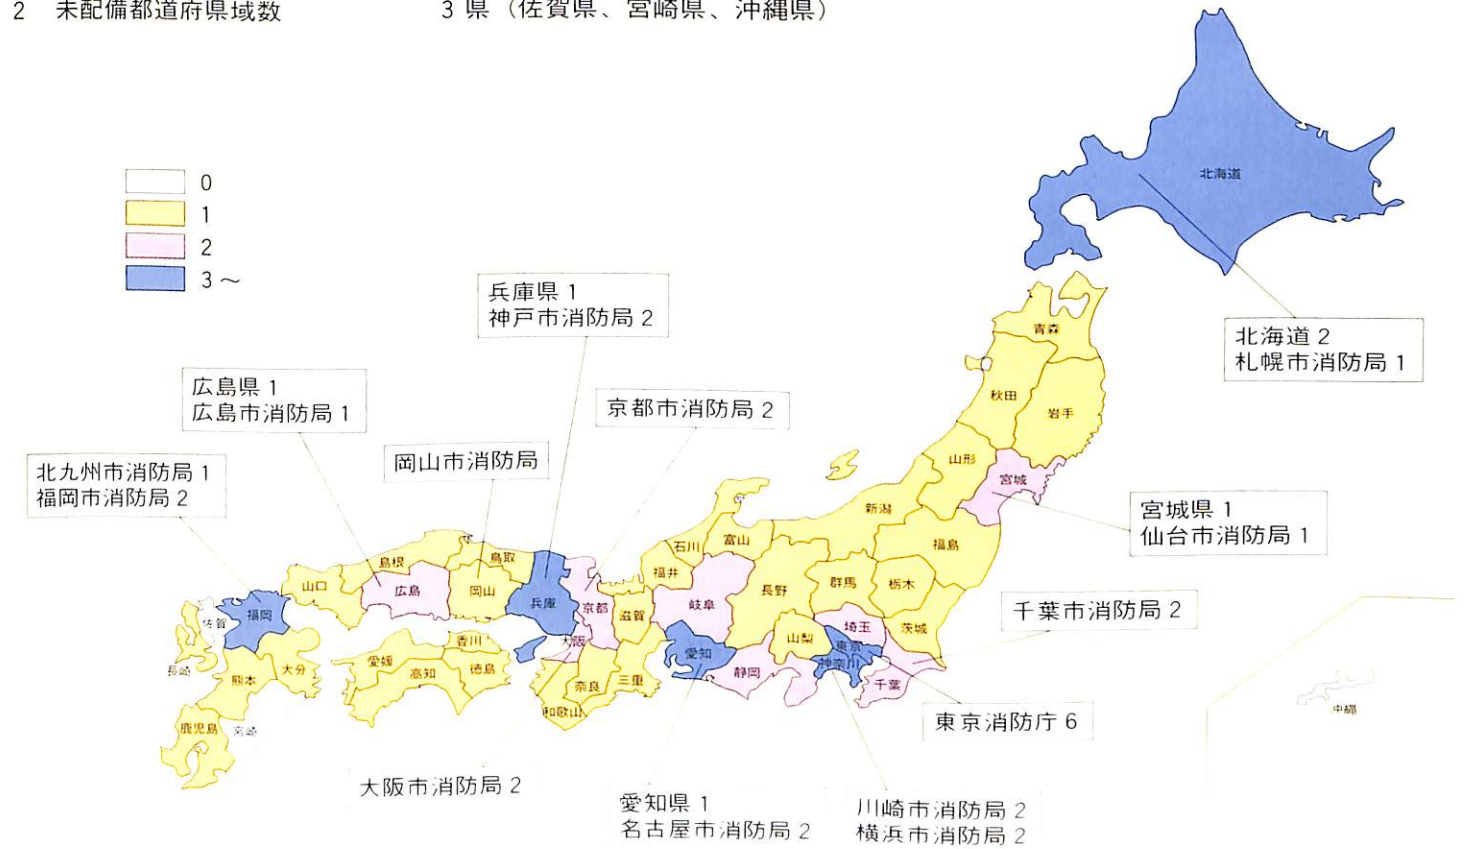 2 未配備都道府県域数 3県（佐賀県、宮崎県、沖縄県）
0
1
2
3～
北海道
北海道2
札幌市消防局1
兵庫県1
神戸市消防局2
広島県1
広島市消防局1
京都市消防局2
岡山市消防局
北九州市消防局1
福岡市消防局2
宮城県1
仙台市消防局1
千葉市消防局2
東京消防庁6
大阪市消防局2
愛知県1
名古屋市消防局2
川崎市消防局2
横浜市消防局2
青森
秋田
岩手
山形
宮城
新潟
福島
石川
富山
福井
長野
群馬
栃木
岐阜
埼玉
茨城
山梨
東京
神奈川
千葉
愛知
静岡
島根
鳥取
山口
広島
岡山
兵庫
京都
滋賀
大阪
奈良
三重
和歌山
香川
愛媛
高知
徳島
福岡
佐賀
長崎
熊本
大分
鹿児島
宮崎
沖縄